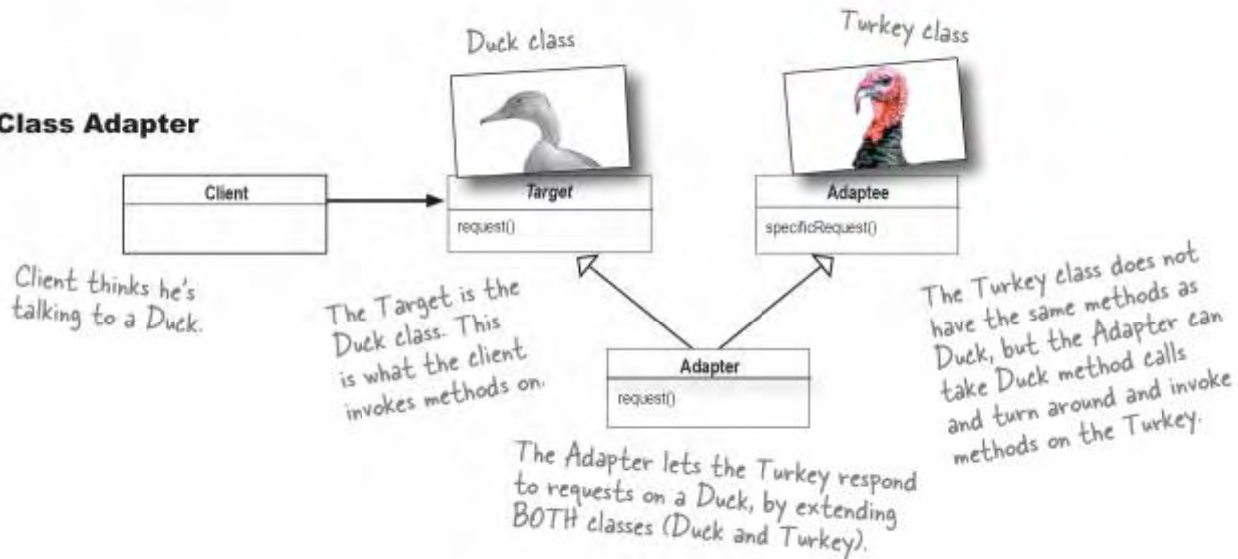 Duck class
Turkey class
Class Adapter
Client
Target
request()
Adaptee
specificRequest()
Client thinks he's
talking to a Duck.
The Target is the
Duck class. This
is what the client
invokes methods on.
Adapter
request()
The Turkey class does not
have the same methods as
Duck, but the Adapter can
take Duck method calls
and turn around and invoke
methods on the Turkey.
The Adapter lets the Turkey respond
to requests on a Duck, by extending
BOTH classes (Duck and Turkey).